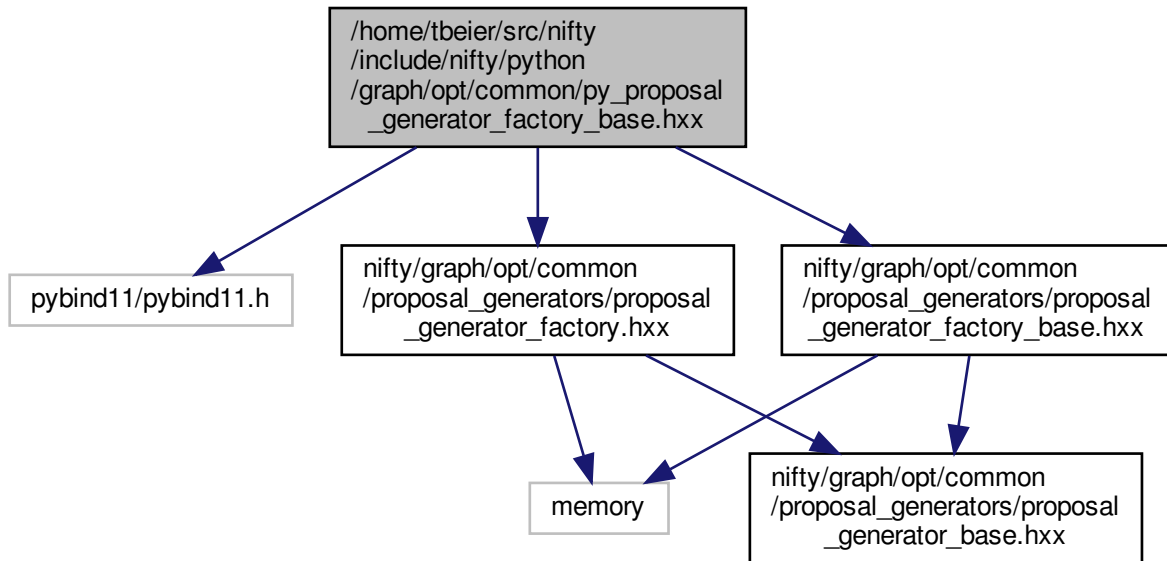 /home/tbeier/src/nifty
/include/nifty/python
/graph/opt/common/py_proposal
_generator_factory_base.hxx
pybind11/pybind11.h
nifty/graph/opt/common
/proposal_generators/proposal
_generator_factory.hxx
nifty/graph/opt/common
/proposal_generators/proposal
_generator_factory_base.hxx
memory
nifty/graph/opt/common
/proposal_generators/proposal
_generator_base.hxx